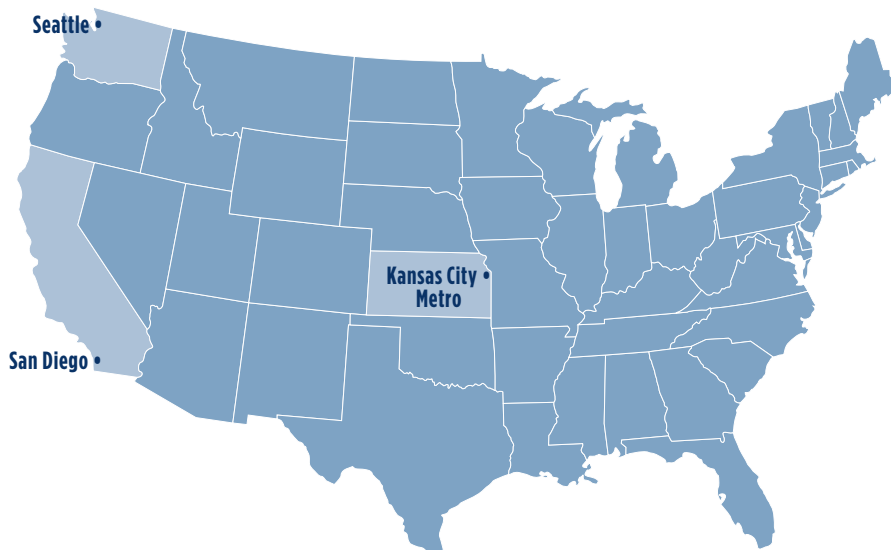 Seattle •
Kansas City •
Metro
San Diego •